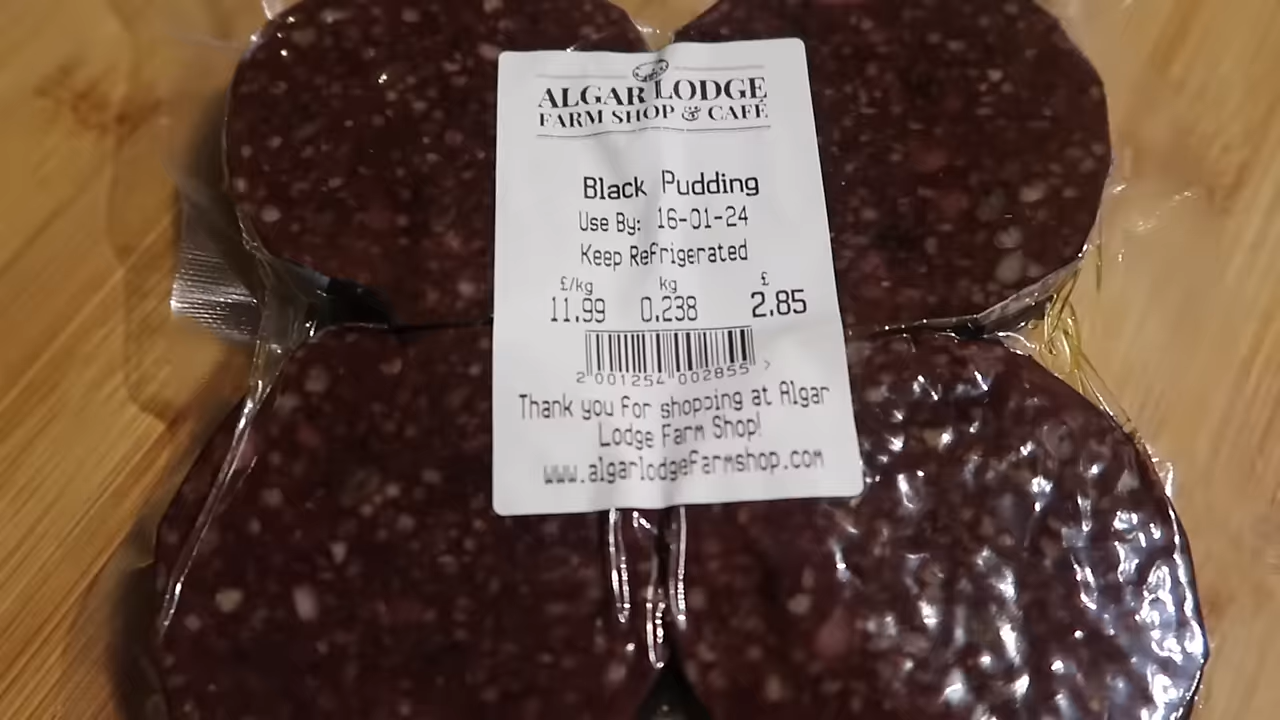 ALGAR LODGE
FARM SHOP & CAFÉ
Black Pudding
Use By: 16-01-24
Keep Refrigerated
£/kg kg £
11.99 0.238 2.85
2 001254 002855 >
Thank you for shopping at Algar
Lodge Farm Shop!
www.algarlodgefarmshop.com